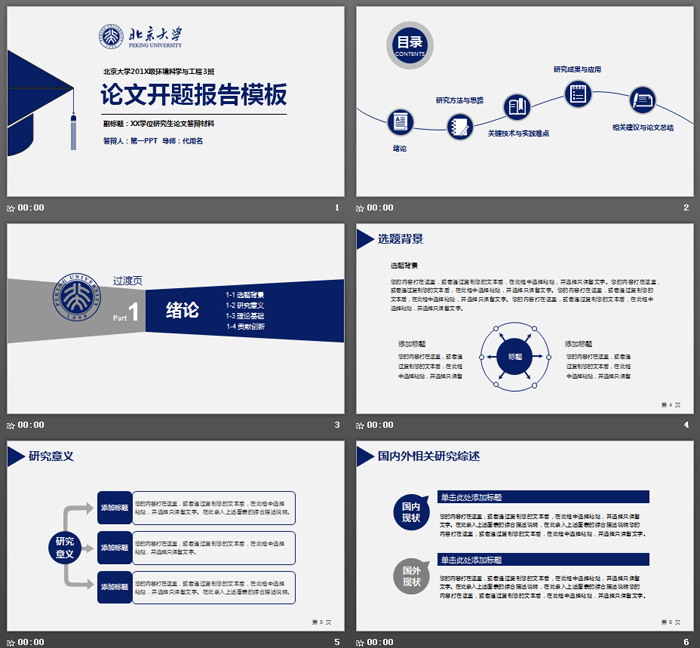 北京大学
PEKING UNIVERSITY
北京大学201X级环境科学与工程3班
论文开题报告模板
副标题：XX学位研究生论文答辩材料
答辩人：第一PPT 导师：代用名
00:00
1
目录
CONTENTS
绪论
研究方法与思路
关键技术与实践难点
研究成果与应用
相关建议与论文总结
00:00
2
PEKING UNIVERSITY
过渡页
Part 1
绪论
1-1 选题背景
1-2 研究意义
1-3 理论基础
1-4 贡献创新
00:00
3
选题背景
选题背景
您的内容打在这里，或者通过复制您的文本后，在此框中选择粘贴，并选择只保留文字。您的内容打在这里，
或者通过复制您的文本后，在此框中选择粘贴，并选择只保留文字。您的内容打在这里，或者通过复制您的
文本后，在此框中选择粘贴，并选择只保留文字。您的内容打在这里，或者通过复制您的文本后，在此框中
选择粘贴，并选择只保留文字。
添加标题
您的内容打在这里，或者通
过复制您的文本后，在此框
中选择粘贴，并选择只保留
标题
添加标题
您的内容打在这里，或者通
过复制您的文本后，在此框
中选择粘贴，并选择只保留
第 4 页
00:00
4
研究意义
研究
意义
添加标题
您的内容打在这里，或者通过复制您的文本后，在此框中选择
粘贴，并选择只保留文字。在此录入上述图表的综合描述说明。
添加标题
您的内容打在这里，或者通过复制您的文本后，在此框中选择
粘贴，并选择只保留文字。
添加标题
您的内容打在这里，或者通过复制您的文本后，在此框中选择
粘贴，并选择只保留文字。在此录入上述图表的综合描述说明。
第 5 页
00:00
5
国内外相关研究综述
国内
现状
单击此处添加标题
您的内容打在这里，或者通过复制您的文本后，在此框中选择粘贴，并选择只保留
文字。在此录入上述图表的综合描述说明，在此录入上述图表的综合描述说明您的
内容打在这里，或者通过复制您的文本后，在此框中选择粘贴，并选择只保留文字。
国外
现状
单击此处添加标题
您的内容打在这里，或者通过复制您的文本后，在此框中选择粘贴，并选择只保留
文字。在此录入上述图表的综合描述说明，在此录入上述图表的综合描述说明您的
内容打在这里，或者通过复制您的文本后，在此框中选择粘贴，并选择只保留文字。
第 6 页
00:00
6